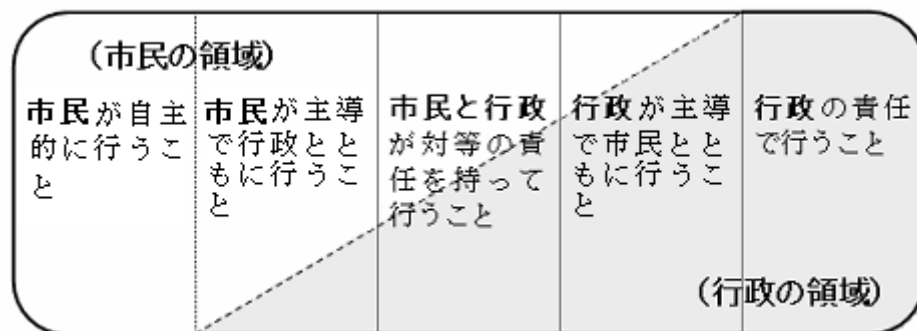 (市民の領域)
市民が自主
的に行うこ
と
市民が主導
で行政とと
もに行うこ
と
市民と行政
が対等の責
任を持って
行うこと
行政が主導
で市民とと
もに行うこ
と
行政の責任
で行うこと
(行政の領域)